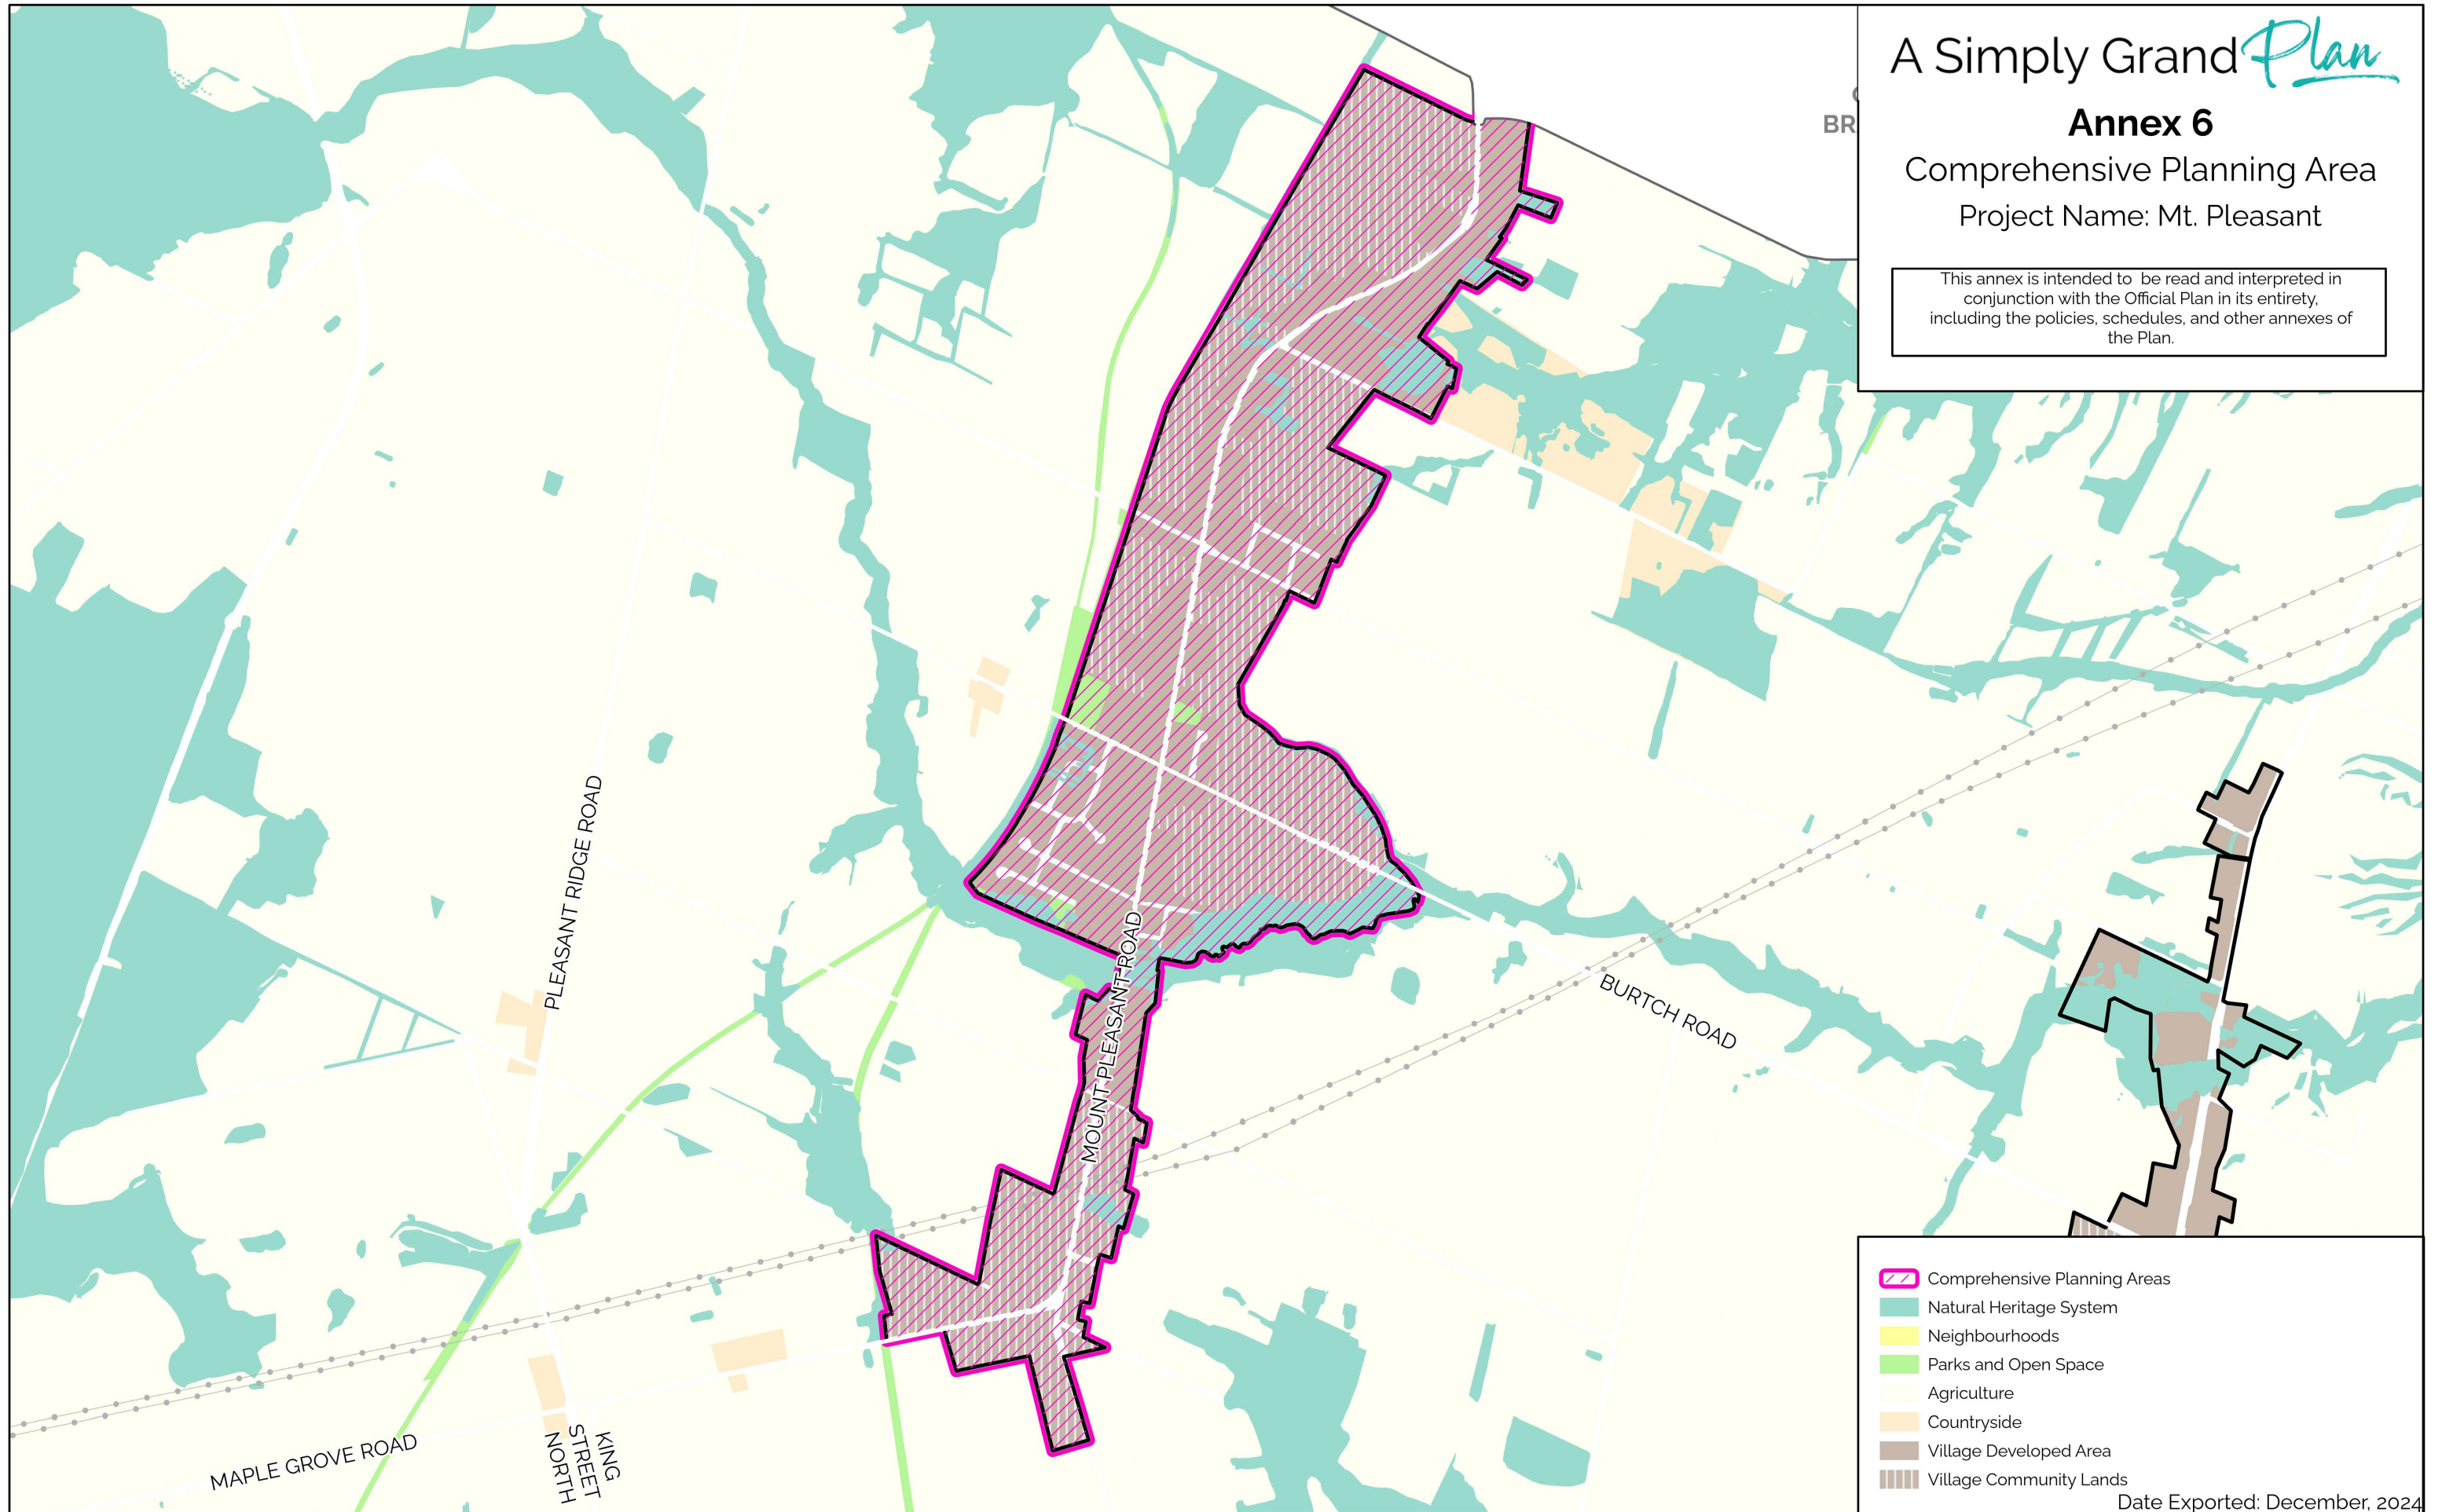 A Simply Grand Plan
Annex 6
Comprehensive Planning Area
Project Name: Mt. Pleasant
This annex is intended to be read and interpreted in
conjunction with the Official Plan in its entirety,
including the policies, schedules, and other annexes of
the Plan.
BR
PLEASANT RIDGE ROAD
MOUNT PLEASANT ROAD
BURTCH ROAD
MAPLE GROVE ROAD
KING
STREET
NORTH
Comprehensive Planning Areas
Natural Heritage System
Neighbourhoods
Parks and Open Space
Agriculture
Countryside
Village Developed Area
Village Community Lands
Date Exported: December, 2024